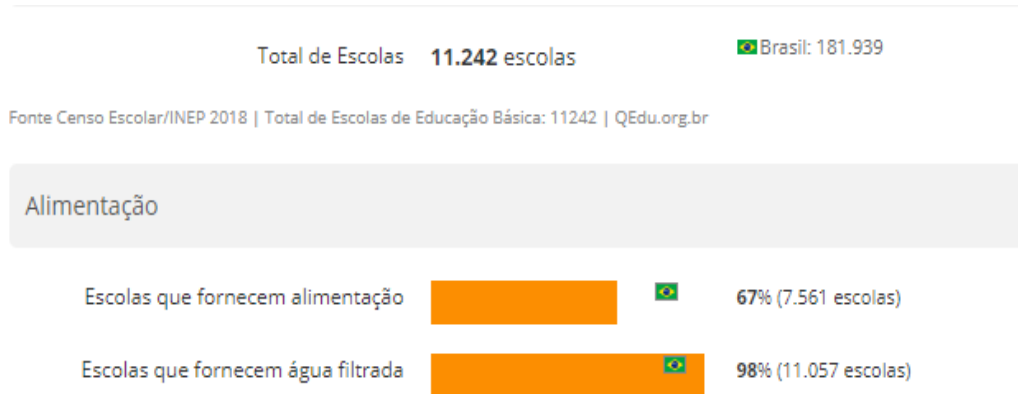 Total de Escolas 11.242 escolas Brasil: 181.939
Fonte Censo Escolar/INEP 2018 | Total de Escolas de Educação Básica: 11242 | QEdu.org.br
Alimentação
Escolas que fornecem alimentação 67% (7.561 escolas)
Escolas que fornecem água filtrada 98% (11.057 escolas)